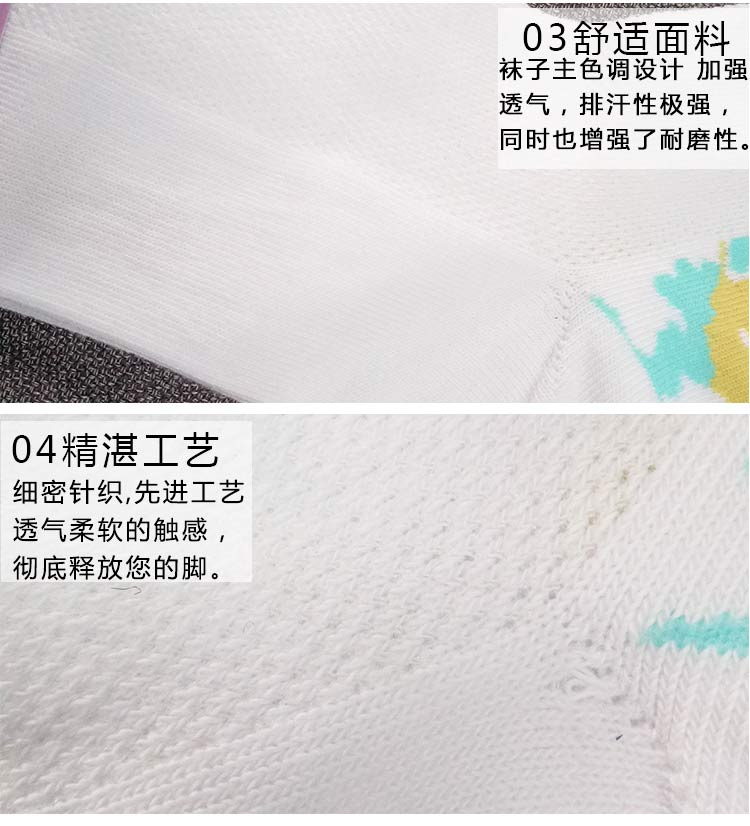 03舒适面料
袜子主色调设计 加强
透气，排汗性极强，
同时也增强了耐磨性。
04精湛工艺
细密针织,先进工艺
透气柔软的触感，
彻底释放您的脚。